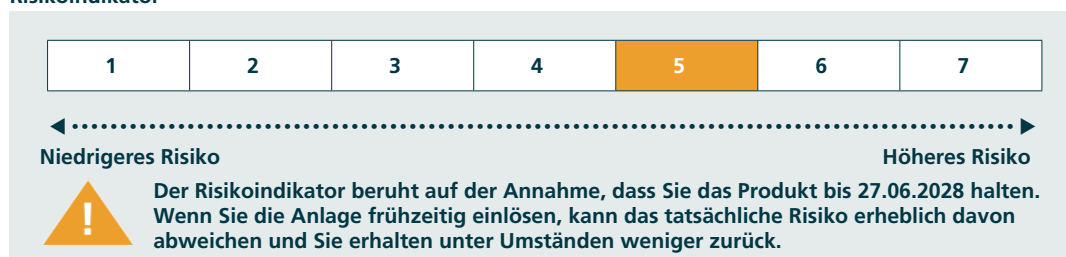 Risikoindikator
1 2 3 4 5 6 7
Niedrigeres Risiko Höheres Risiko
! Der Risikoindikator beruht auf der Annahme, dass Sie das Produkt bis 27.06.2028 halten.
Wenn Sie die Anlage frühzeitig einlösen, kann das tatsächliche Risiko erheblich davon
abweichen und Sie erhalten unter Umständen weniger zurück.